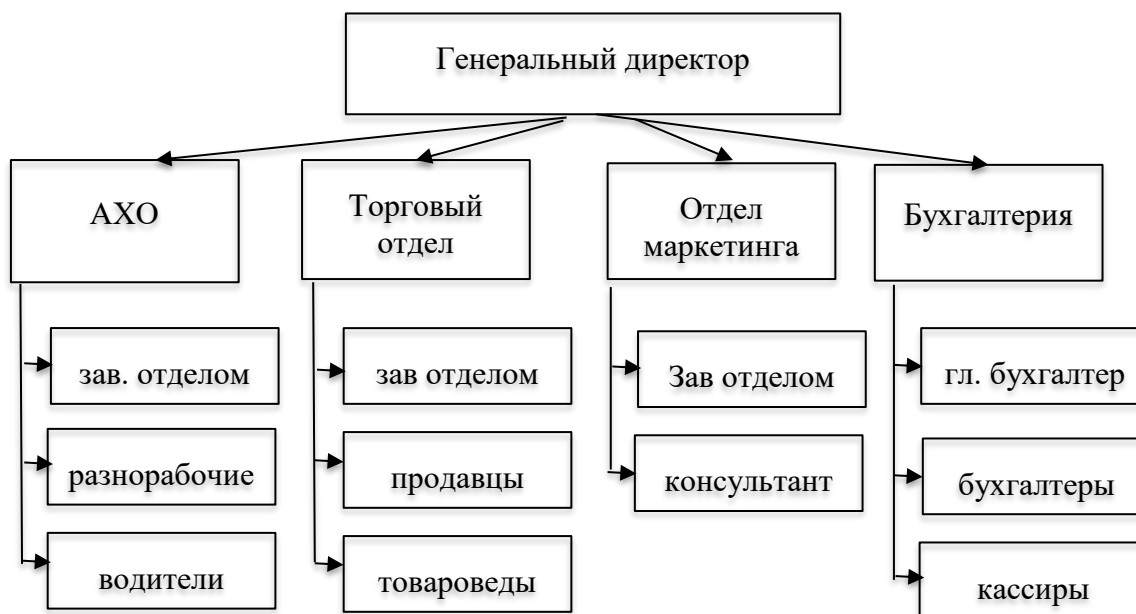 Генеральный директор
АХО
Торговый
отдел
Отдел
маркетинга
Бухгалтерия
зав. отделом
зав отделом
Зав отделом
гл. бухгалтер
разнорабочие
продавцы
консультант
бухгалтеры
водители
товароведы
кассиры